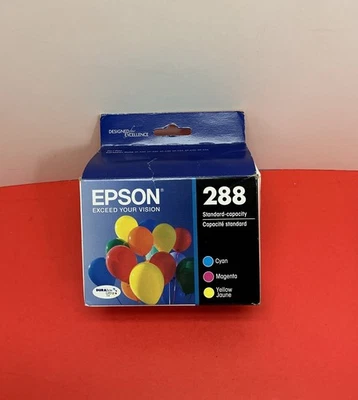 DESIGNED for
EXCELLENCE
EPSON®
EXCEED YOUR VISION
288
Standard-capacity
Capacité standard
Cyan
Magenta
Yellow
Jaune